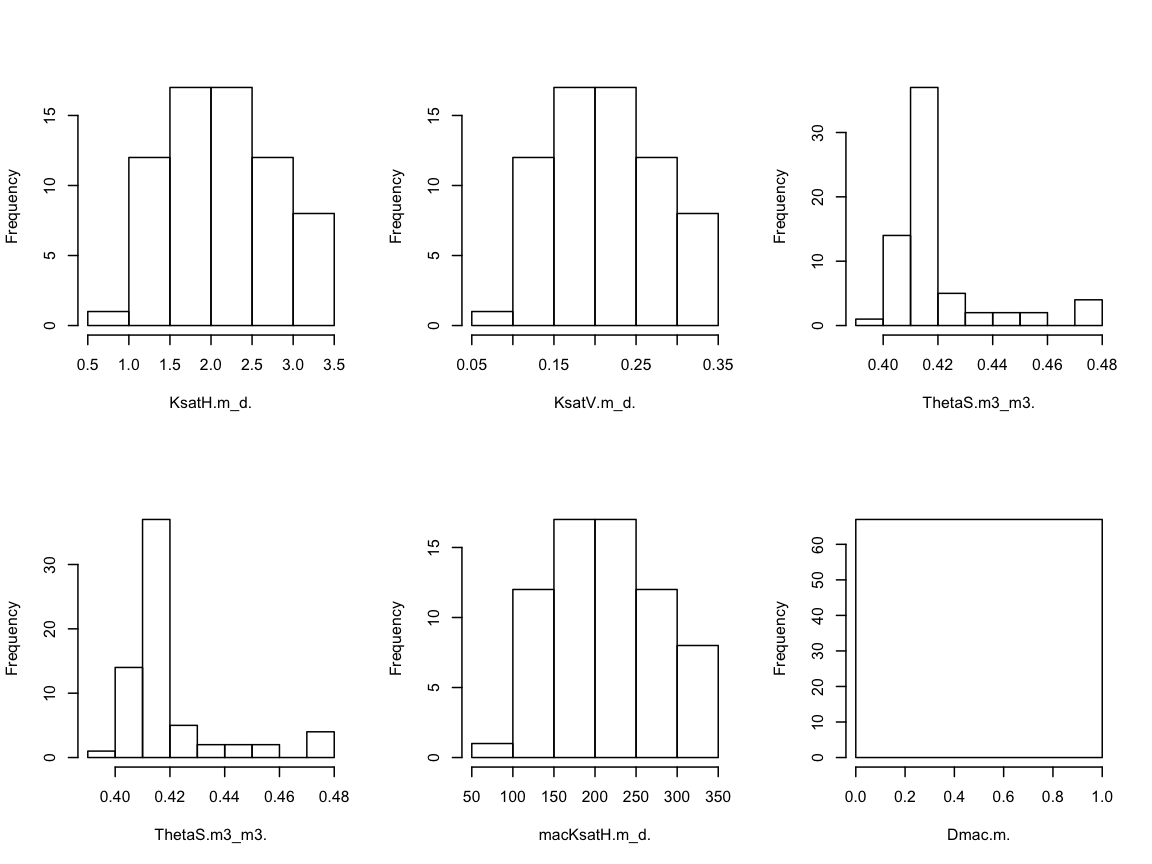 Frequency
0 5 10 15
0.5 1.0 1.5 2.0 2.5 3.0 3.5
KsatH.m_d.
Frequency
0 5 10 15
0.05 0.15 0.25 0.35
KsatV.m_d.
Frequency
0 10 20 30
0.40 0.42 0.44 0.46 0.48
ThetaS.m3_m3.
Frequency
0 10 20 30
0.40 0.42 0.44 0.46 0.48
ThetaS.m3_m3.
Frequency
0 5 10 15
50 100 150 200 250 300 350
macKsatH.m_d.
Frequency
0 10 20 30 40 50 60
0.0 0.2 0.4 0.6 0.8 1.0
Dmac.m.